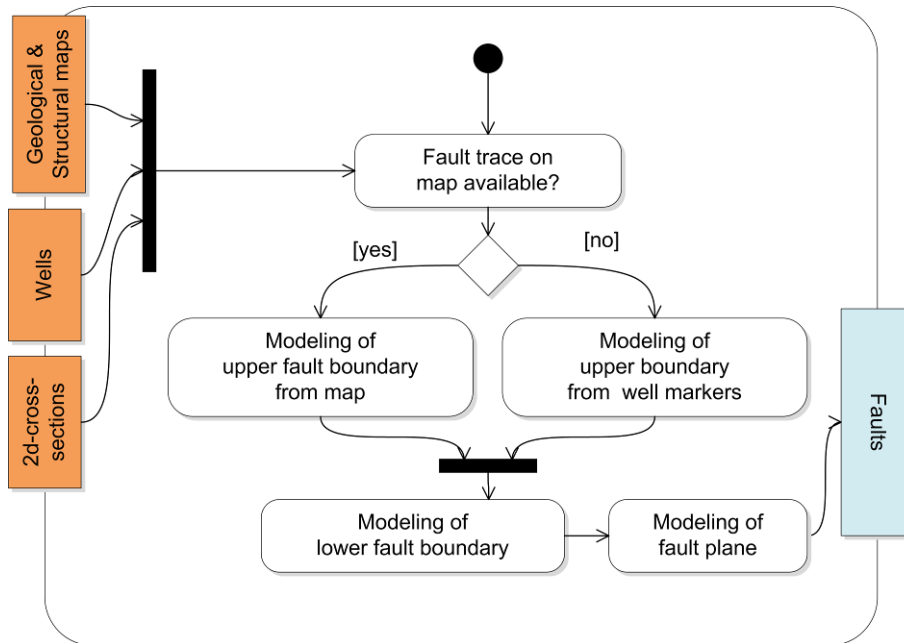 Geological &
Structural maps
Wells
2d-cross-
sections
Fault trace on
map available?
[yes]
[no]
Modeling of
upper fault boundary
from map
Modeling of
upper boundary
from well markers
Modeling of
lower fault boundary
Modeling of
fault plane
Faults